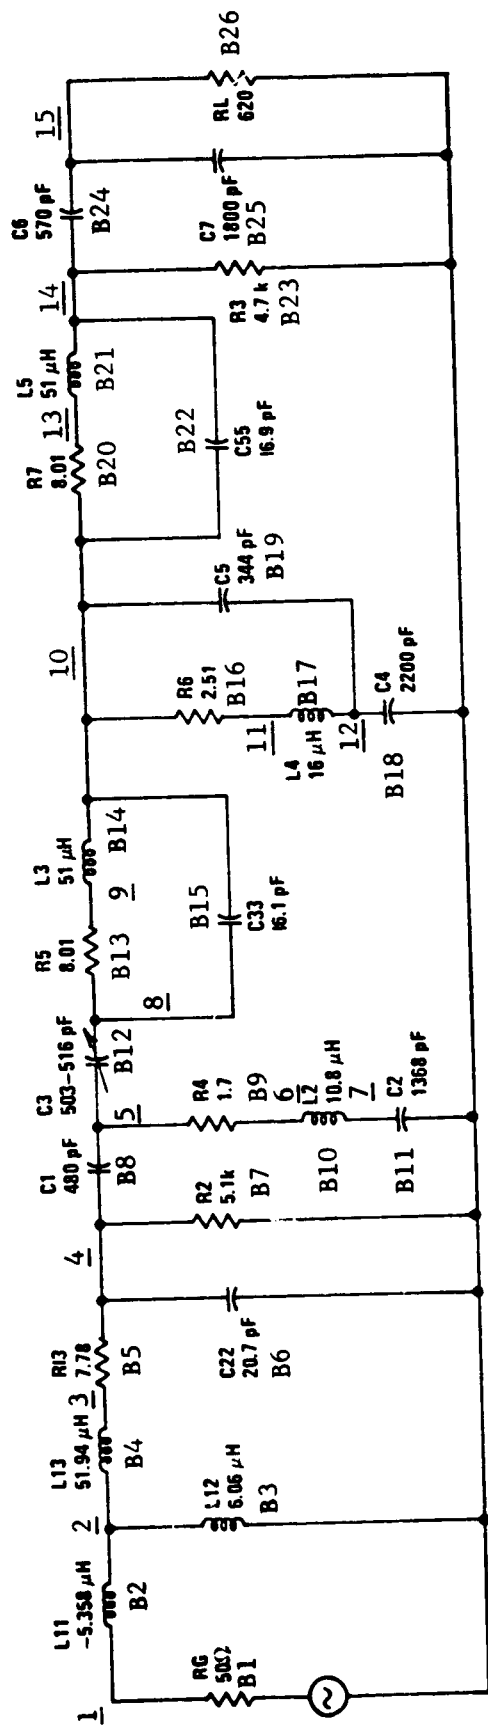 1
RG
50Ω
B1
L11
-5.358 μH
B2
2
L12
6.06 μH
B3
L13
51.94 μH
B4
3
R13
7.78
B5
C22
20.7 pF
B6
4
R2
5.1k
B7
C1
480 pF
B8
5
R4
1.7
B9
6
L2
10.8 μH
B10
7
C2
1368 pF
B11
C3
503-516 pF
B12
8
R5
8.01
B13
9
L3
51 μH
B14
B15
C33
16.1 pF
10
R6
2.51
B16
11
B17
L4
16 μH
12
C4
2200 pF
B18
C5
344 pF
B19
R7
8.01
B20
13
L5
51 μH
B21
B22
C55
16.9 pF
14
R3
4.7 k
B23
C6
570 pF
B24
C7
1800 pF
B25
15
RL
620
B26